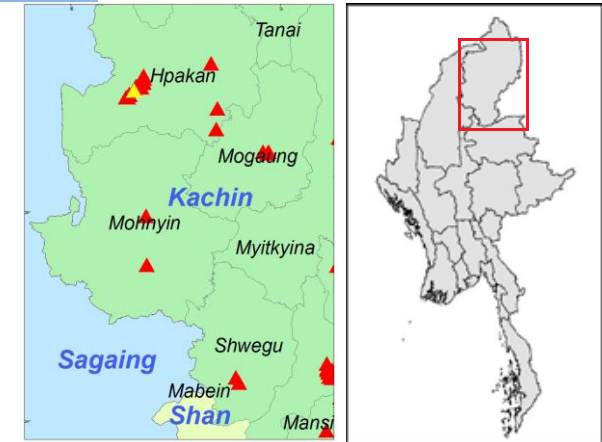 Tanai
Hpakan
Mogaung
Kachin
Mohnyin
Myitkyina
Shwegu
Sagaing
Mabein
Shan
Mansi